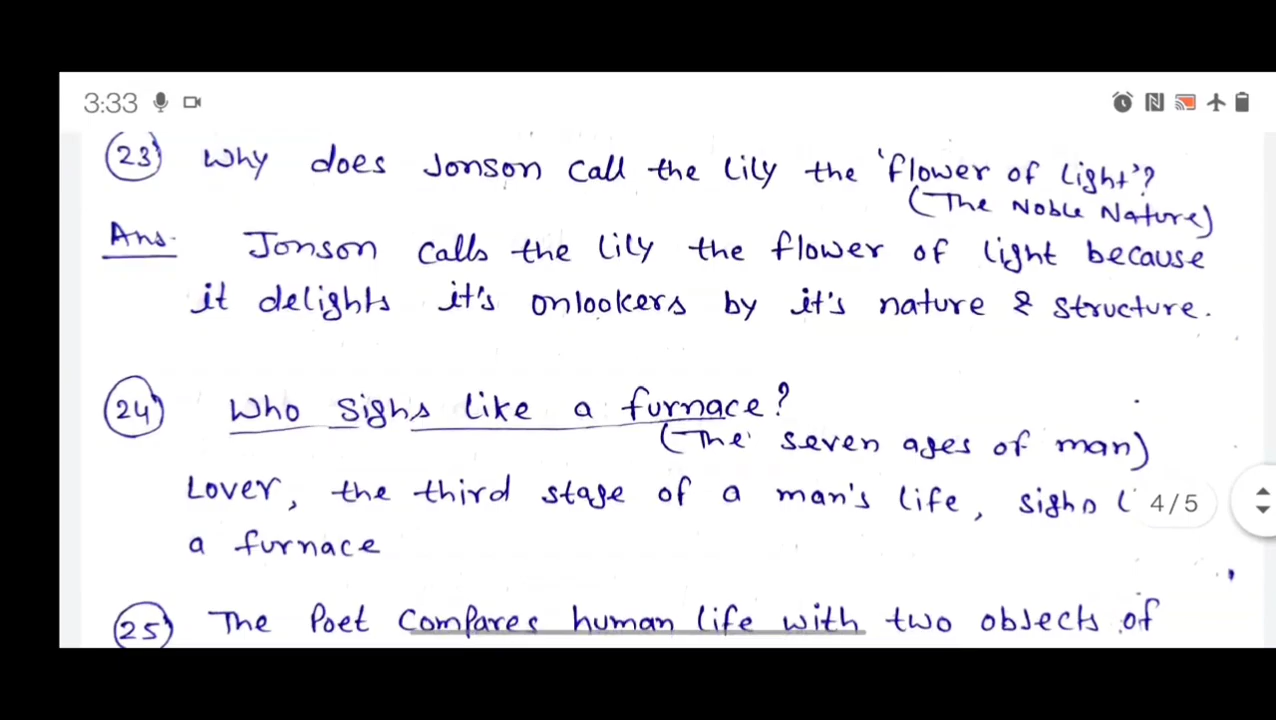 3:33
(23) Why does Jonson call the lily the 'flower of light'?
(The Noble Nature)
Ans. Jonson calls the lily the flower of light because
it delights it's onlookers by it's nature & structure.
(24) Who sighs like a furnace?
(The seven ages of man)
Lover, the third stage of a man's life, sighs
4/5
a furnace
(25) The Poet compares human life with two objects of